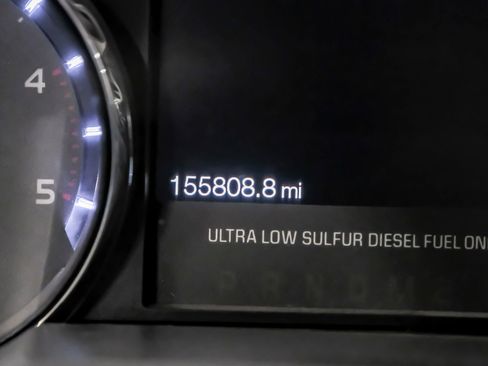 4
155808.8 mi
5
ULTRA LOW SULFUR DIESEL FUEL ON
P R N D M